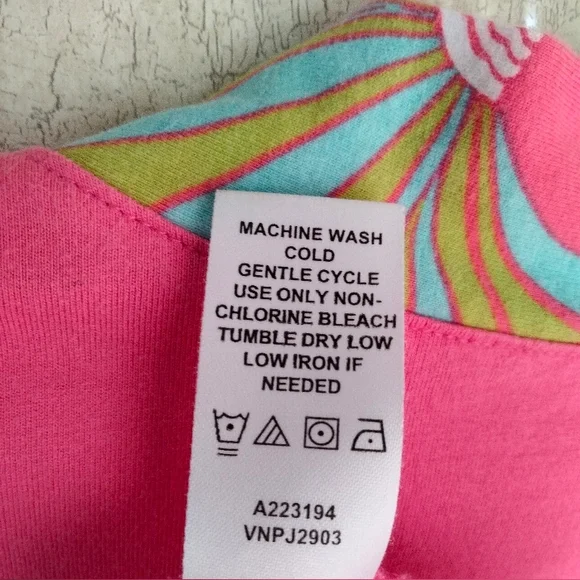 MACHINE WASH
COLD
GENTLE CYCLE
USE ONLY NON-
CHLORINE BLEACH
TUMBLE DRY LOW
LOW IRON IF
NEEDED
A223194
VNPJ2903